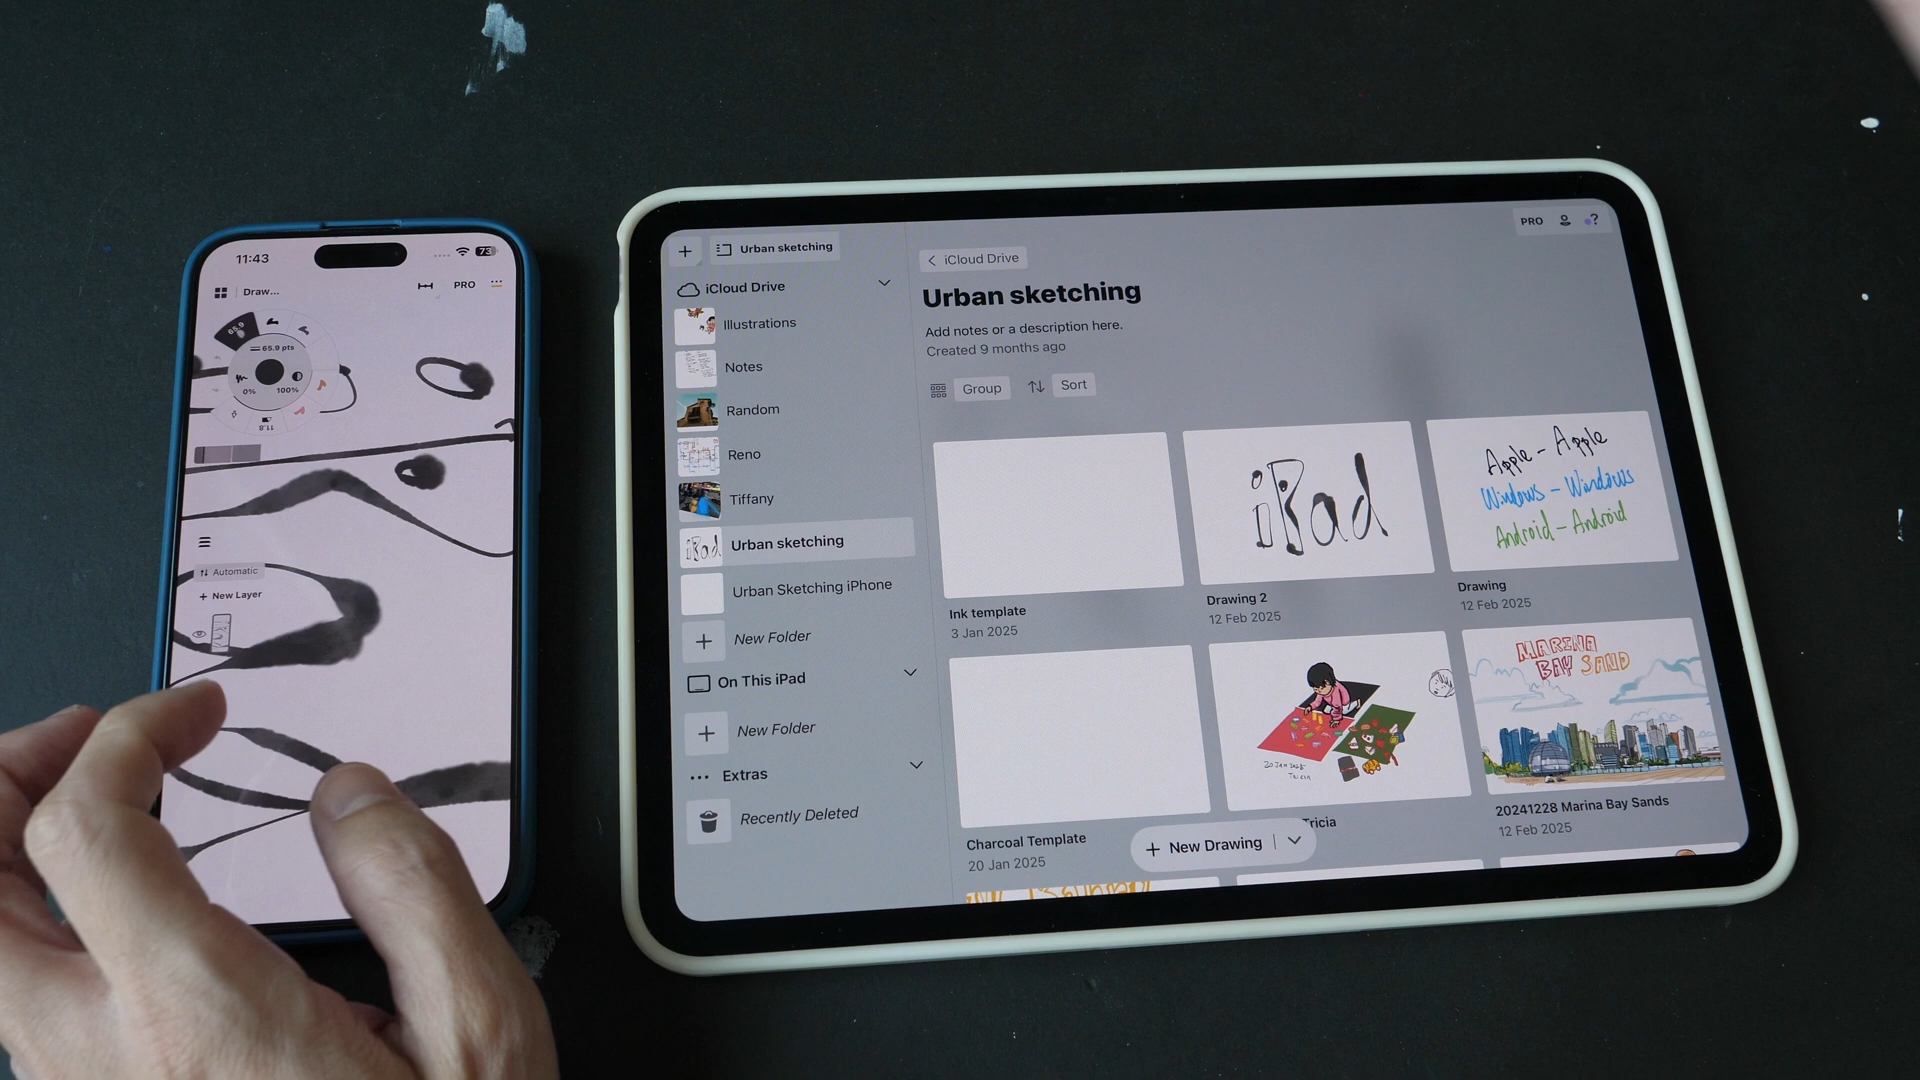 11:43
73
Draw...
PRO
65.9
65.9 pts
0%
100%
11.8
Automatic
+ New Layer
+
Urban sketching
iCloud Drive
Illustrations
Notes
Random
Reno
Tiffany
iPad
Urban sketching
Urban Sketching iPhone
+ New Folder
On This iPad
+ New Folder
... Extras
Recently Deleted
PRO
?
< iCloud Drive
Urban sketching
Add notes or a description here.
Created 9 months ago
Group
Sort
Ink template
3 Jan 2025
iPad
Drawing 2
12 Feb 2025
Apple - Apple
Windows - Windows
Android - Android
Drawing
12 Feb 2025
Charcoal Template
20 Jan 2025
Tricia
MARINA
BAY SAND
20241228 Marina Bay Sands
12 Feb 2025
+ New Drawing